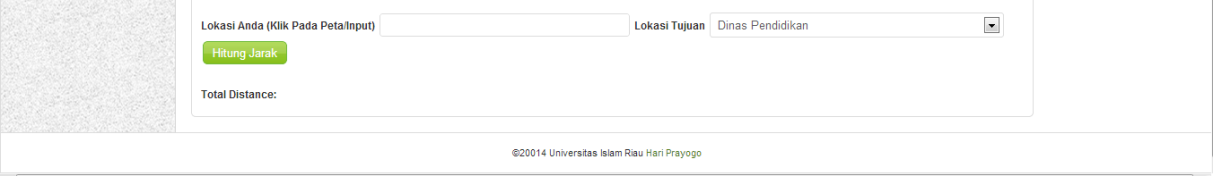 Lokasi Anda (Klik Pada Peta/Input) Lokasi Tujuan Dinas Pendidikan
Hitung Jarak
Total Distance:
©20014 Universitas Islam Riau Hari Prayogo